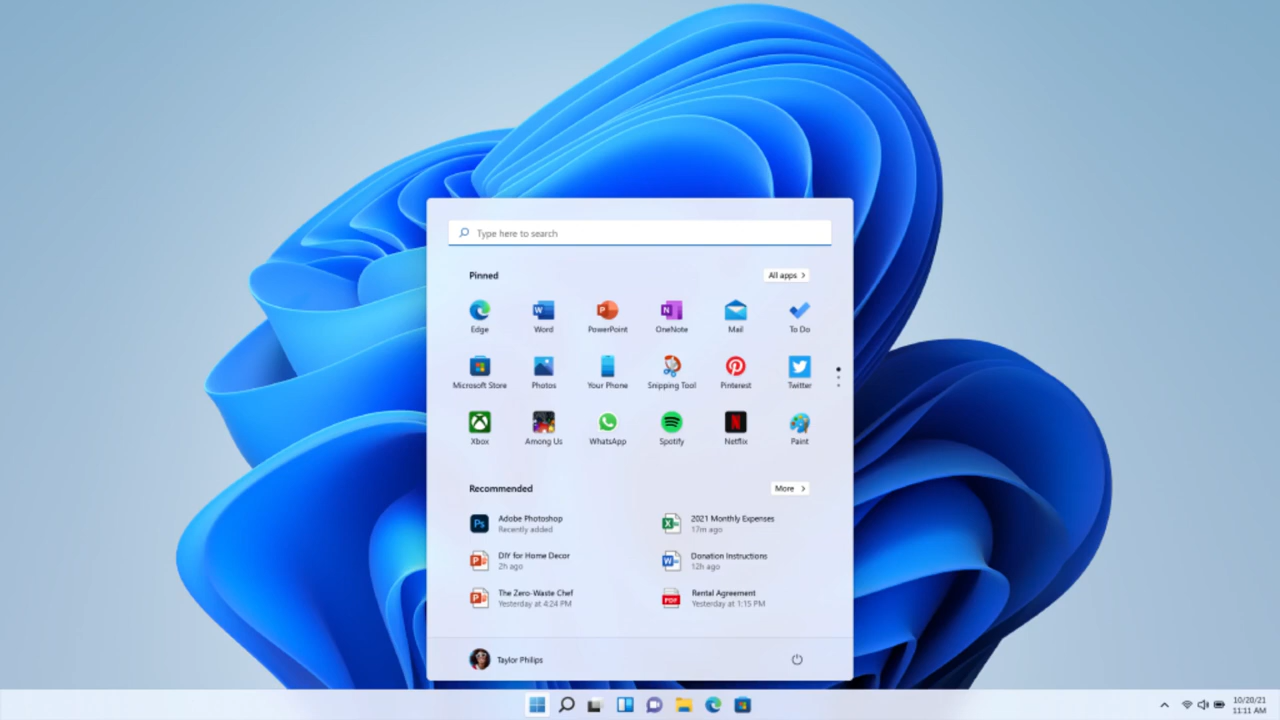 Type here to search
Pinned
All apps
Edge
Word
PowerPoint
OneNote
Mail
To Do
Microsoft Store
Photos
Your Phone
Snipping Tool
Pinterest
Twitter
Xbox
Among Us
WhatsApp
Spotify
Netflix
Paint
Recommended
More
Adobe Photoshop
Recently added
2021 Monthly Expenses
17m ago
DIY for Home Decor
2h ago
Donation Instructions
12h ago
The Zero-Waste Chef
Yesterday at 4:24 PM
Rental Agreement
Yesterday at 1:15 PM
Taylor Philips
10/20/21
11:11 AM